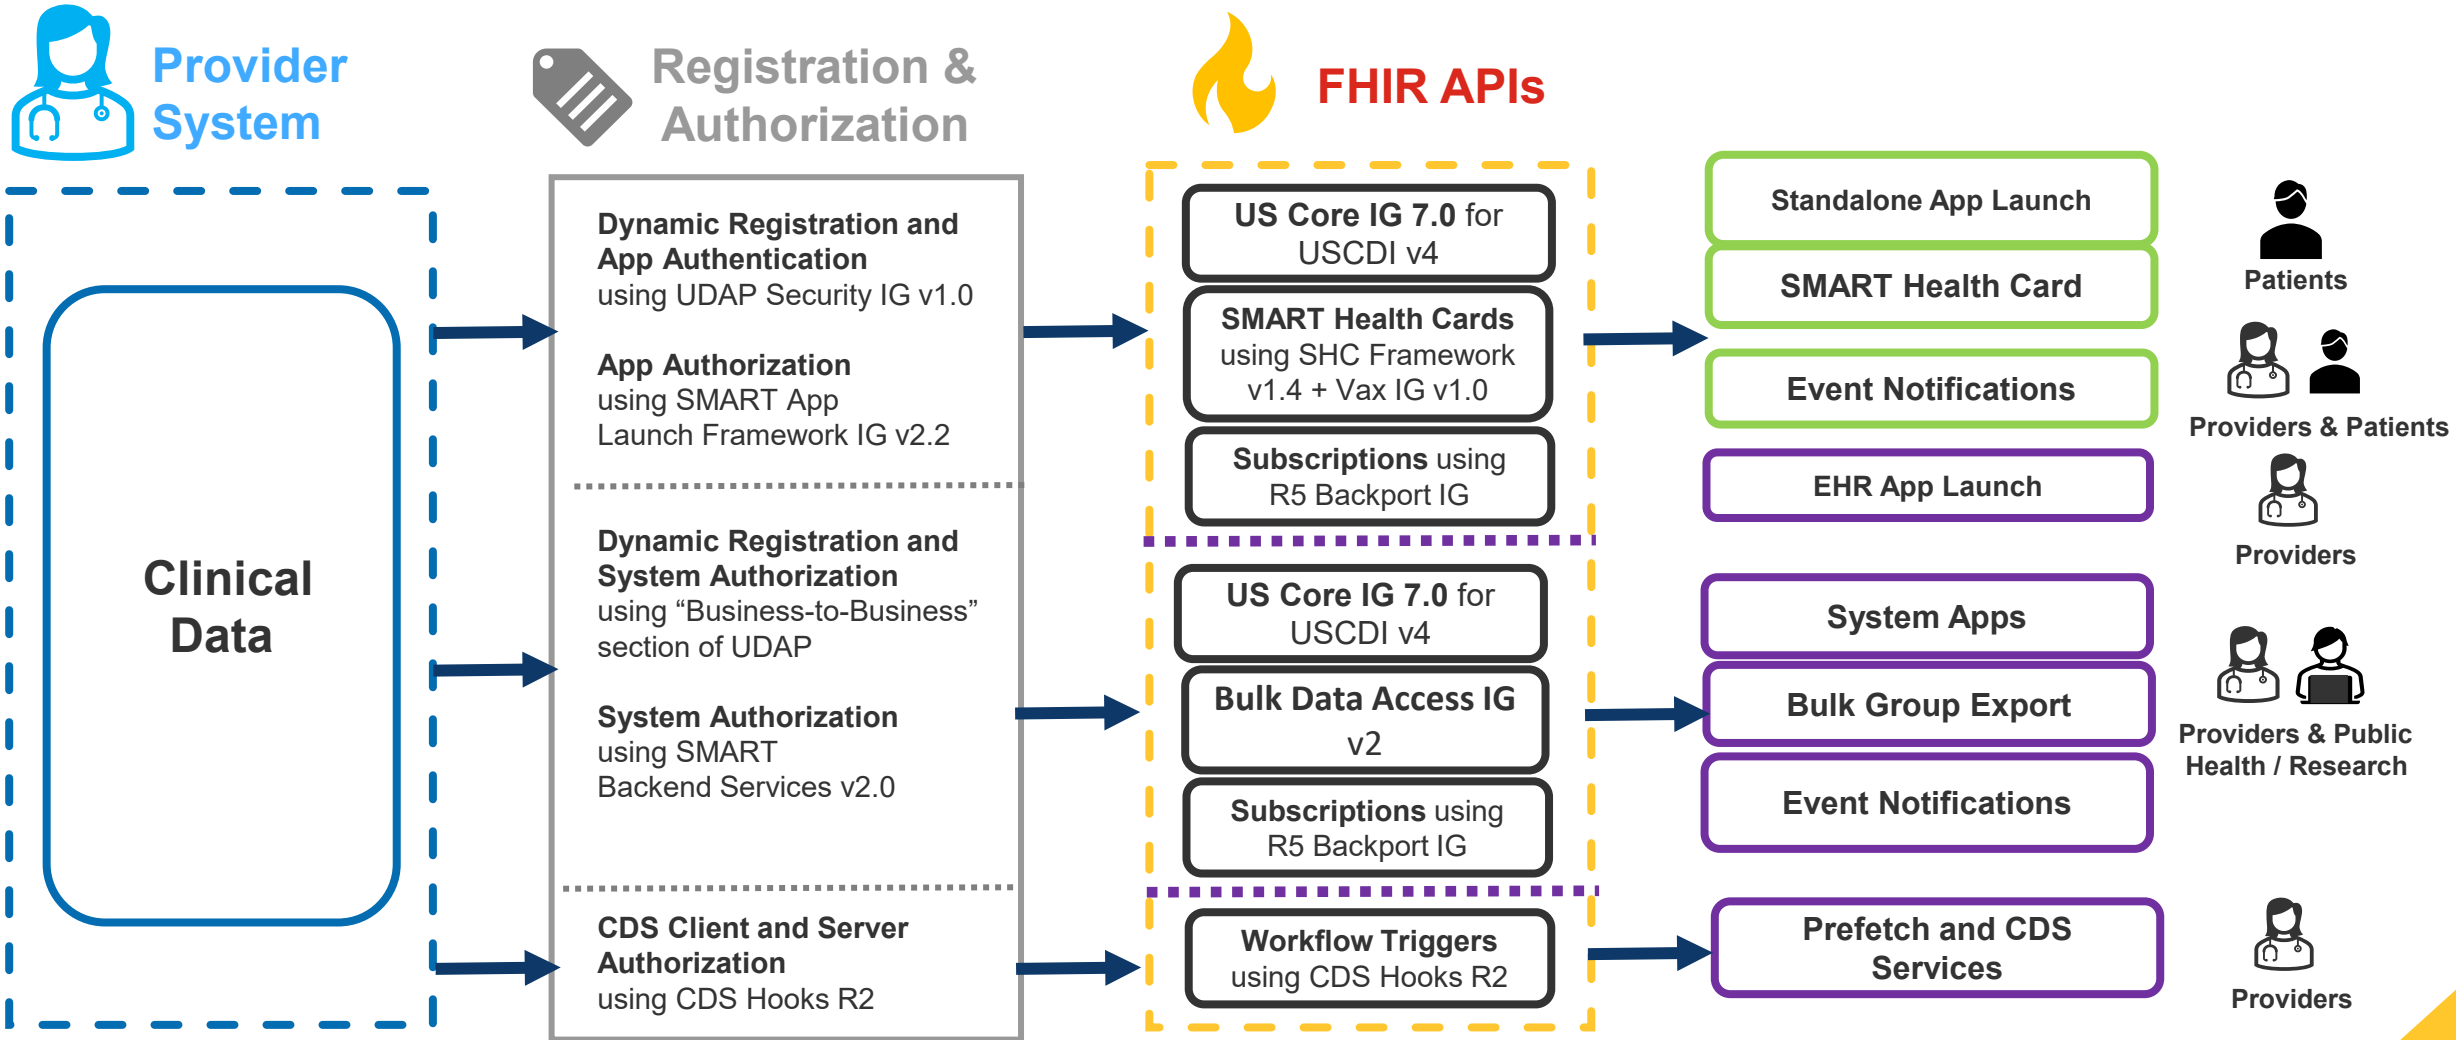 Provider
System
Registration &
Authorization
FHIR APIs
Clinical
Data
Dynamic Registration and
App Authentication
using UDAP Security IG v1.0
App Authorization
using SMART App
Launch Framework IG v2.2
Dynamic Registration and
System Authorization
using “Business-to-Business”
section of UDAP
System Authorization
using SMART
Backend Services v2.0
CDS Client and Server
Authorization
using CDS Hooks R2
US Core IG 7.0 for
USCDI v4
SMART Health Cards
using SHC Framework
v1.4 + Vax IG v1.0
Subscriptions using
R5 Backport IG
US Core IG 7.0 for
USCDI v4
Bulk Data Access IG
v2
Subscriptions using
R5 Backport IG
Workflow Triggers
using CDS Hooks R2
Standalone App Launch
SMART Health Card
Event Notifications
EHR App Launch
System Apps
Bulk Group Export
Event Notifications
Prefetch and CDS
Services
Patients
Providers & Patients
Providers
Providers & Public
Health / Research
Providers